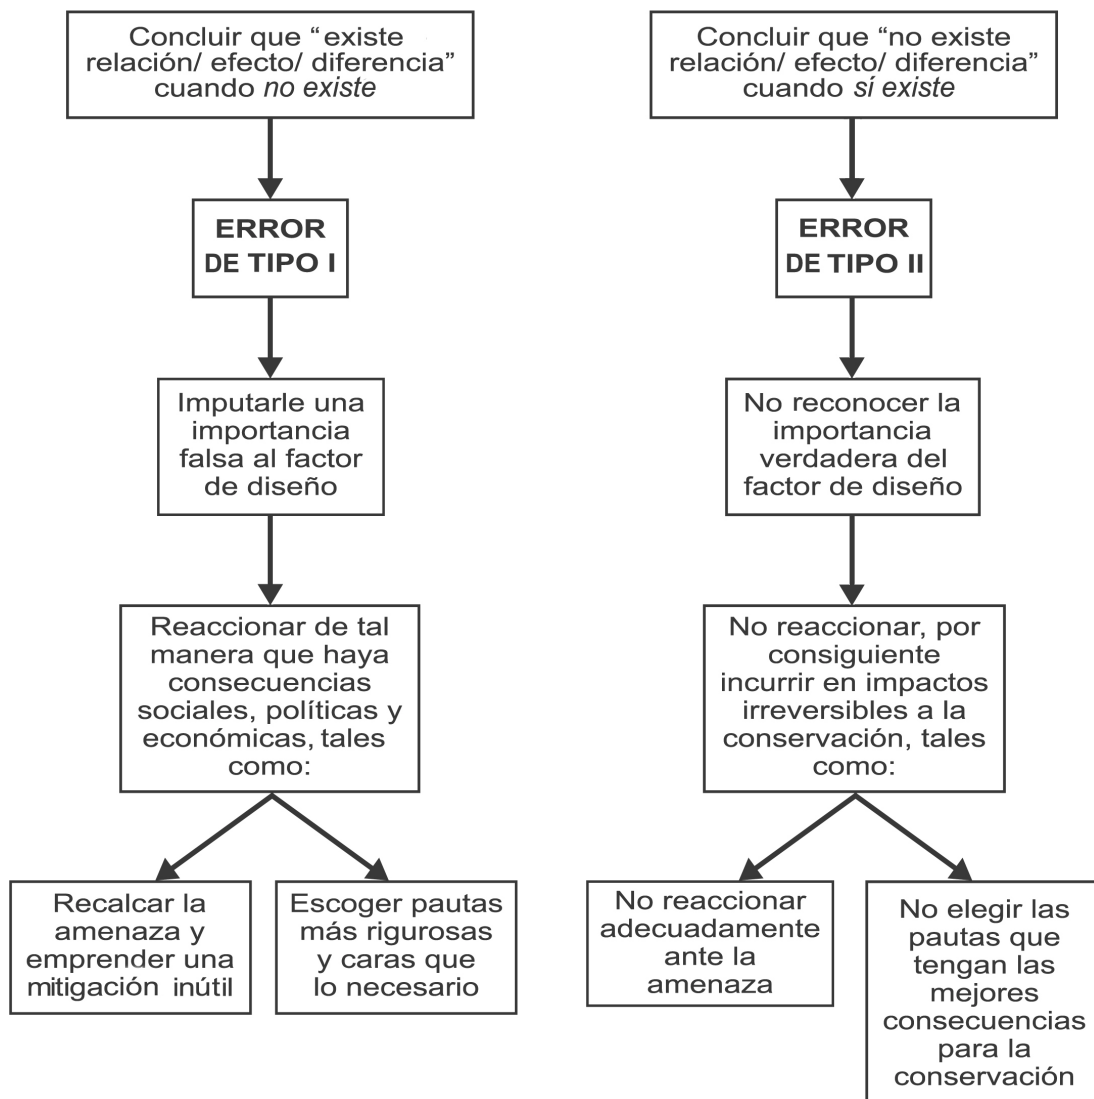 Concluir que “existe
relación/ efecto/ diferencia”
cuando no existe
ERROR
DE TIPO I
Imputarle una
importancia
falsa al factor
de diseño
Reaccionar de tal
manera que haya
consecuencias
sociales, políticas y
económicas, tales
como:
Recalcar la
amenaza y
emprender una
mitigación inútil
Escoger pautas
más rigurosas
y caras que
lo necesario
Concluir que “no existe
relación/ efecto/ diferencia”
cuando sí existe
ERROR
DE TIPO II
No reconocer la
importancia
verdadera del
factor de diseño
No reaccionar, por
consiguiente
incurrir en impactos
irreversibles a la
conservación, tales
como:
No reaccionar
adecuadamente
ante la
amenaza
No elegir las
pautas que
tengan las
mejores
consecuencias
para la
conservación